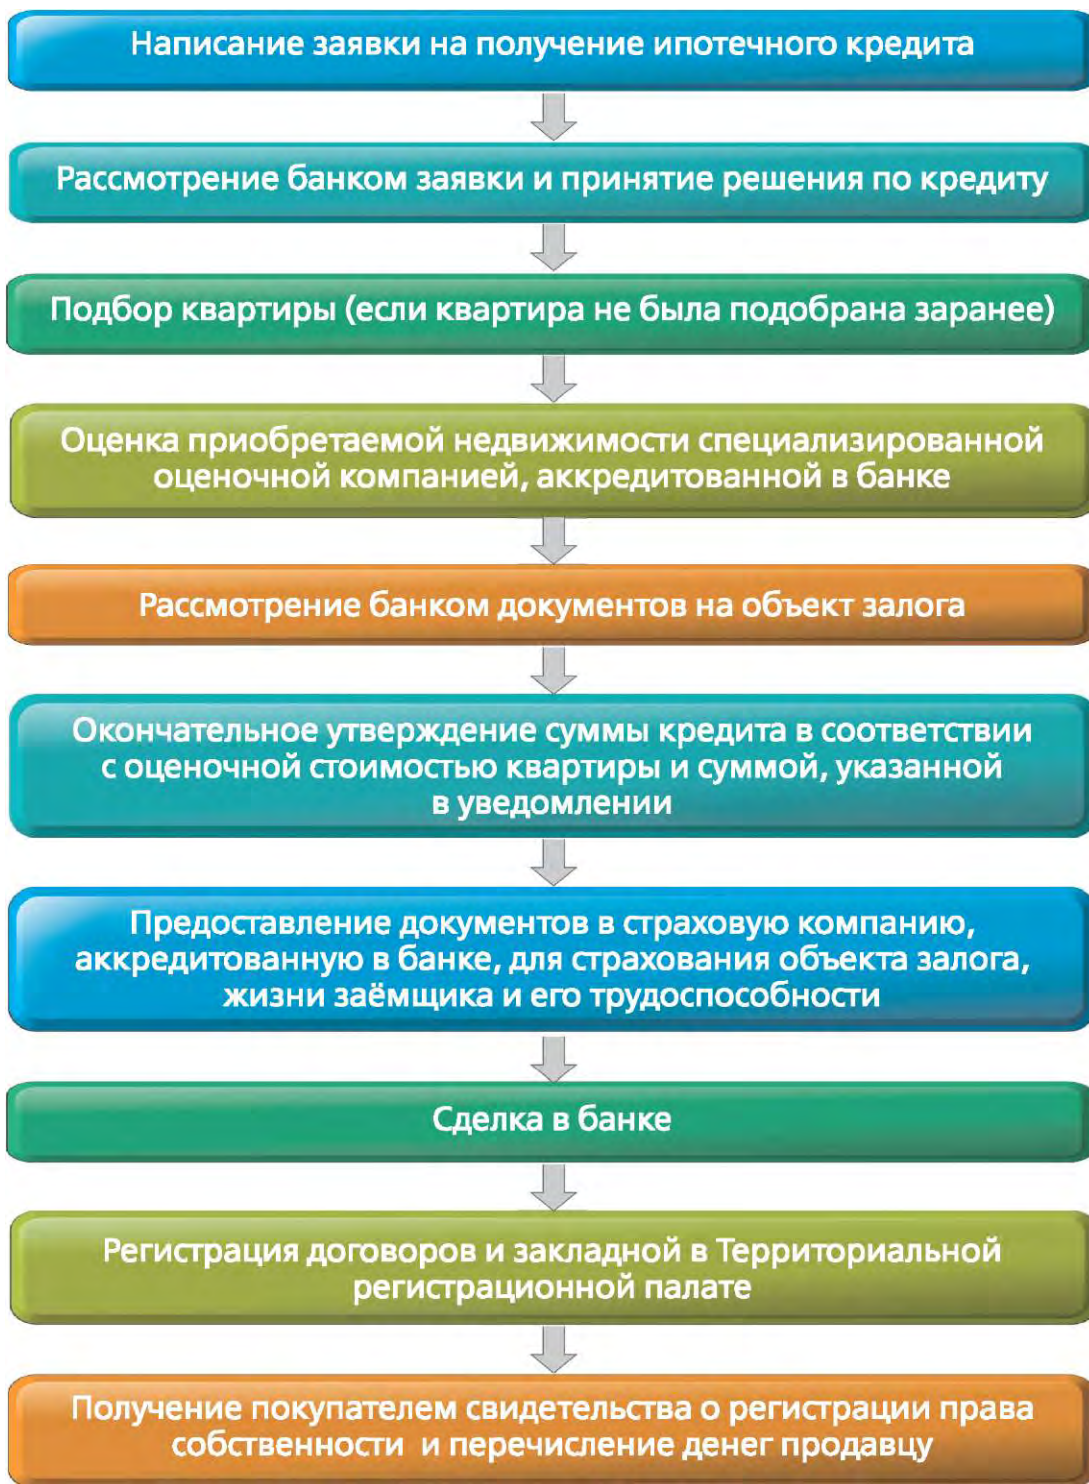 Написание заявки на получение ипотечного кредита
Рассмотрение банком заявки и принятие решения по кредиту
Подбор квартиры (если квартира не была подобрана заранее)
Оценка приобретаемой недвижимости специализированной
оценочной компанией, аккредитованной в банке
Рассмотрение банком документов на объект залога
Окончательное утверждение суммы кредита в соответствии
с оценочной стоимостью квартиры и суммой, указанной
в уведомлении
Предоставление документов в страховую компанию,
аккредитованную в банке, для страхования объекта залога,
жизни заёмщика и его трудоспособности
Сделка в банке
Регистрация договоров и закладной в Территориальной
регистрационной палате
Получение покупателем свидетельства о регистрации права
собственности и перечисление денег продавцу